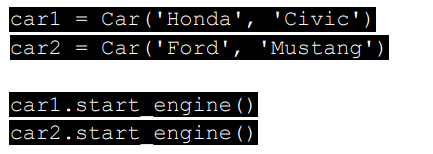 car1 = Car('Honda', 'Civic')
car2 = Car('Ford', 'Mustang')
car1.start_engine()
car2.start_engine()